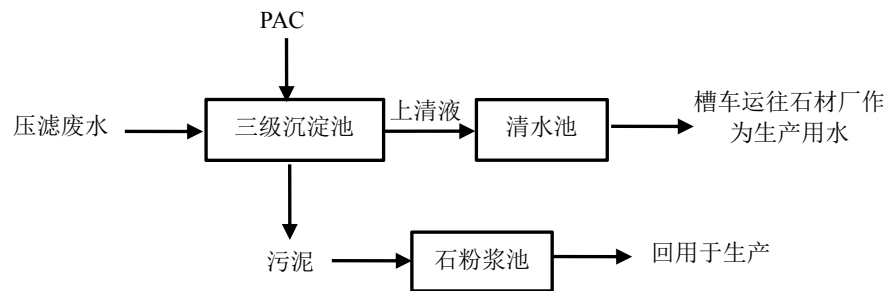 PAC
压滤废水
三级沉淀池
上清液
清水池
槽车运往石材厂作
为生产用水
污泥
石粉浆池
回用于生产